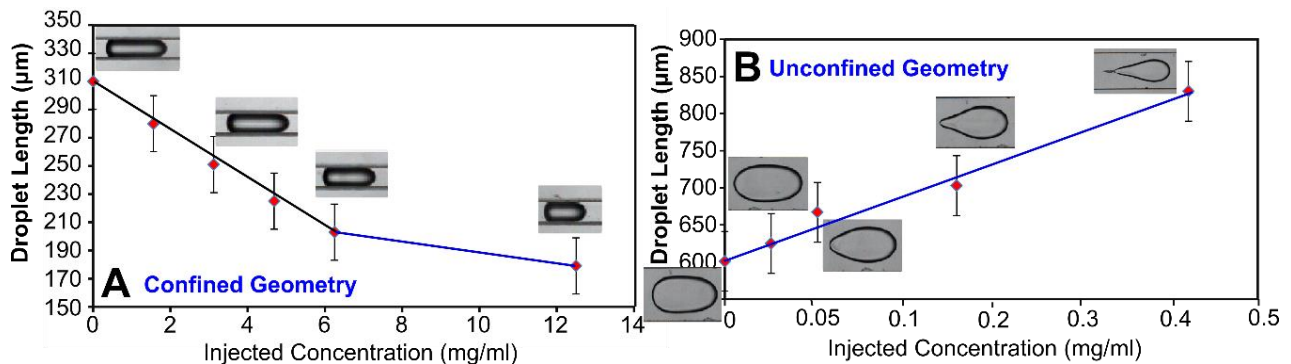 350
330
310
290
270
250
230
210
190
170
150
Droplet Length (µm)
A Confined Geometry
0 2 4 6 8 10 12 14
Injected Concentration (mg/ml)
900
850
800
750
700
650
600
Droplet Length (µm)
B Unconfined Geometry
0 0.05 0.1 0.2 0.3 0.4 0.5
Injected Concentration (mg/ml)